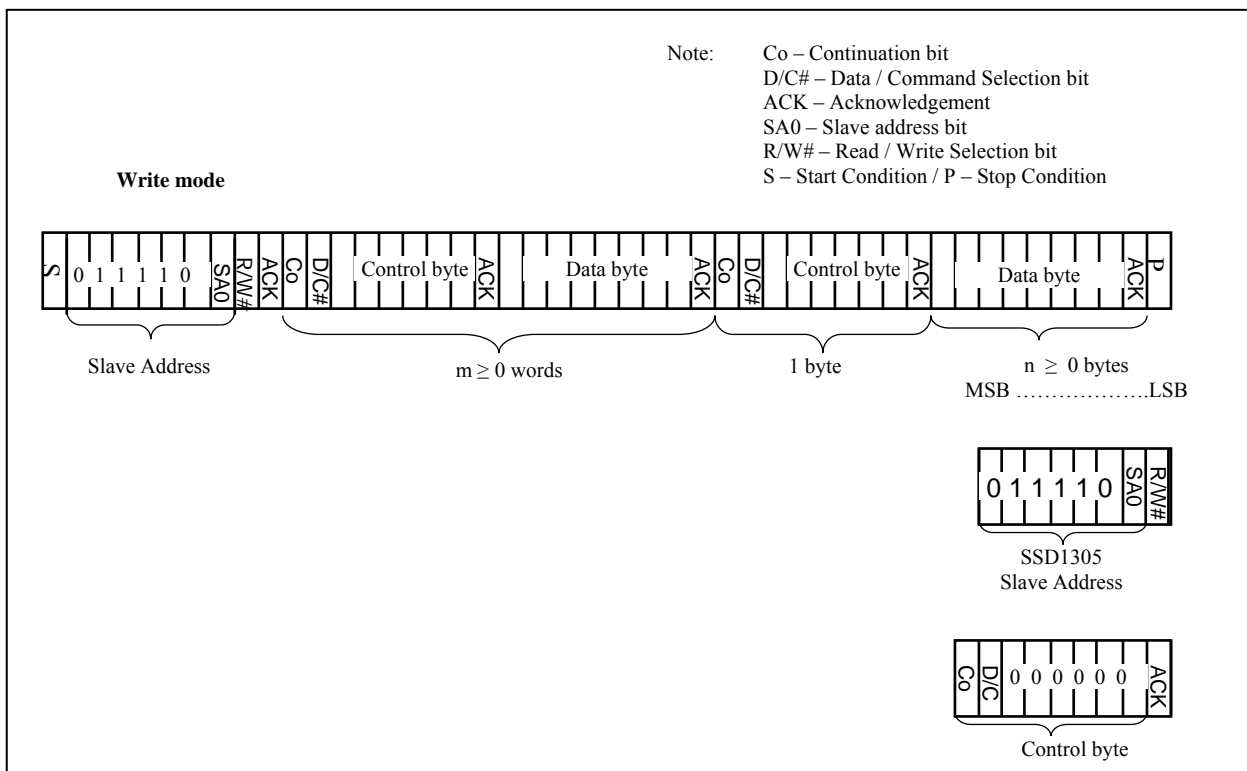 Note: Co – Continuation bit
D/C# – Data / Command Selection bit
ACK – Acknowledgement
SA0 – Slave address bit
R/W# – Read / Write Selection bit
S – Start Condition / P – Stop Condition
Write mode
S 0 1 1 1 1 0 SA0 R/W# ACK Co D/C# Control byte ACK Data byte ACK Co D/C# Control byte ACK Data byte ACK P
Slave Address m ≥ 0 words 1 byte n ≥ 0 bytes
MSB ………………….LSB
0 1 1 1 1 0 SA0 R/W#
SSD1305
Slave Address
Co D/C 0 0 0 0 0 0 ACK
Control byte